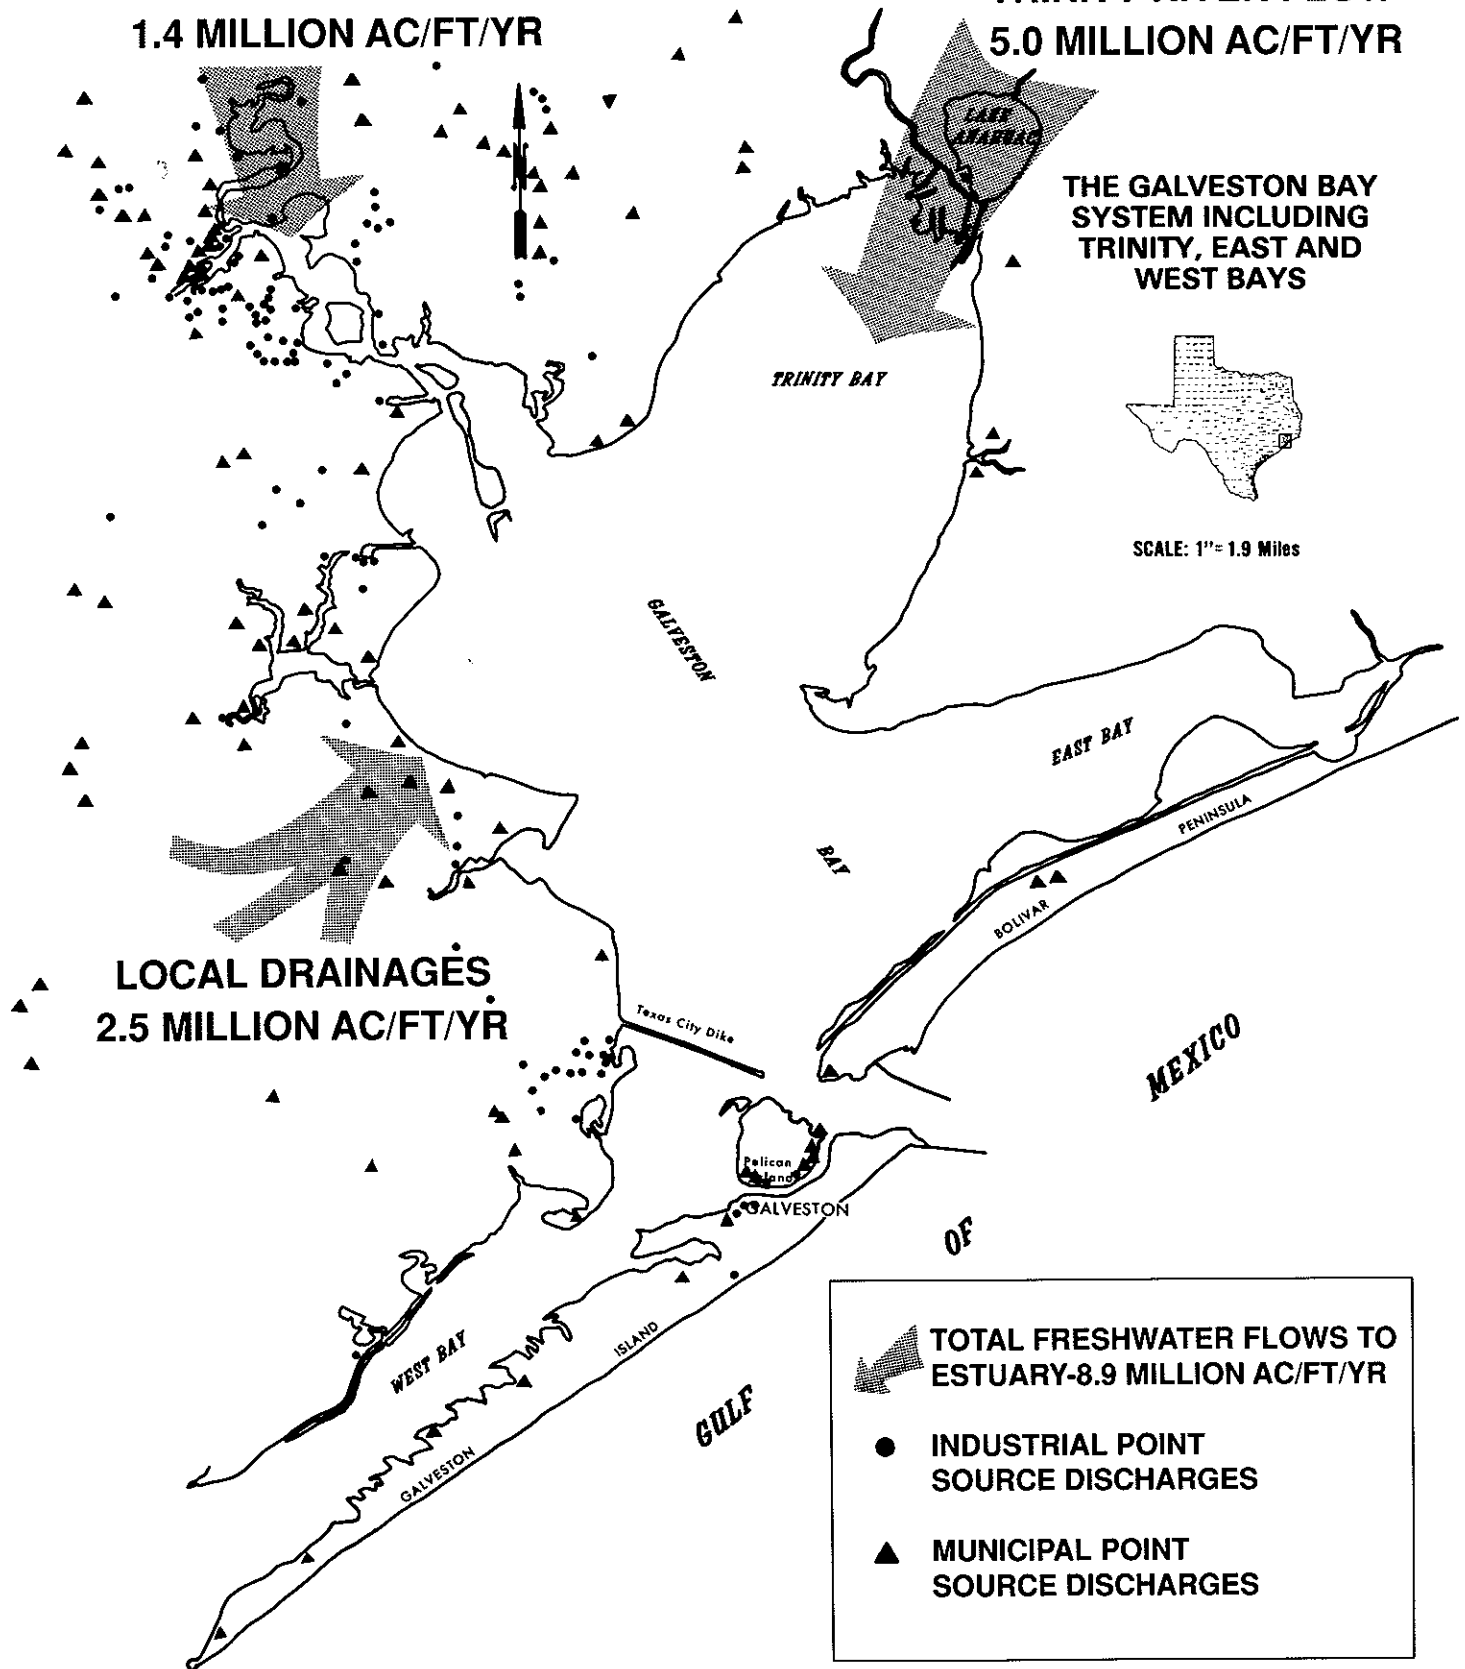 1.4 MILLION AC/FT/YR
5.0 MILLION AC/FT/YR
LAKE
ANAHUAC
THE GALVESTON BAY
SYSTEM INCLUDING
TRINITY, EAST AND
WEST BAYS
TRINITY BAY
SCALE: 1"= 1.9 Miles
GALVESTON
BAY
EAST BAY
PENINSULA
BOLIVAR
LOCAL DRAINAGES
2.5 MILLION AC/FT/YR
Texas City Dike
MEXICO
OF
GULF
Pelican
Island
GALVESTON
WEST BAY
ISLAND
GALVESTON
TOTAL FRESHWATER FLOWS TO
ESTUARY-8.9 MILLION AC/FT/YR
INDUSTRIAL POINT
SOURCE DISCHARGES
MUNICIPAL POINT
SOURCE DISCHARGES